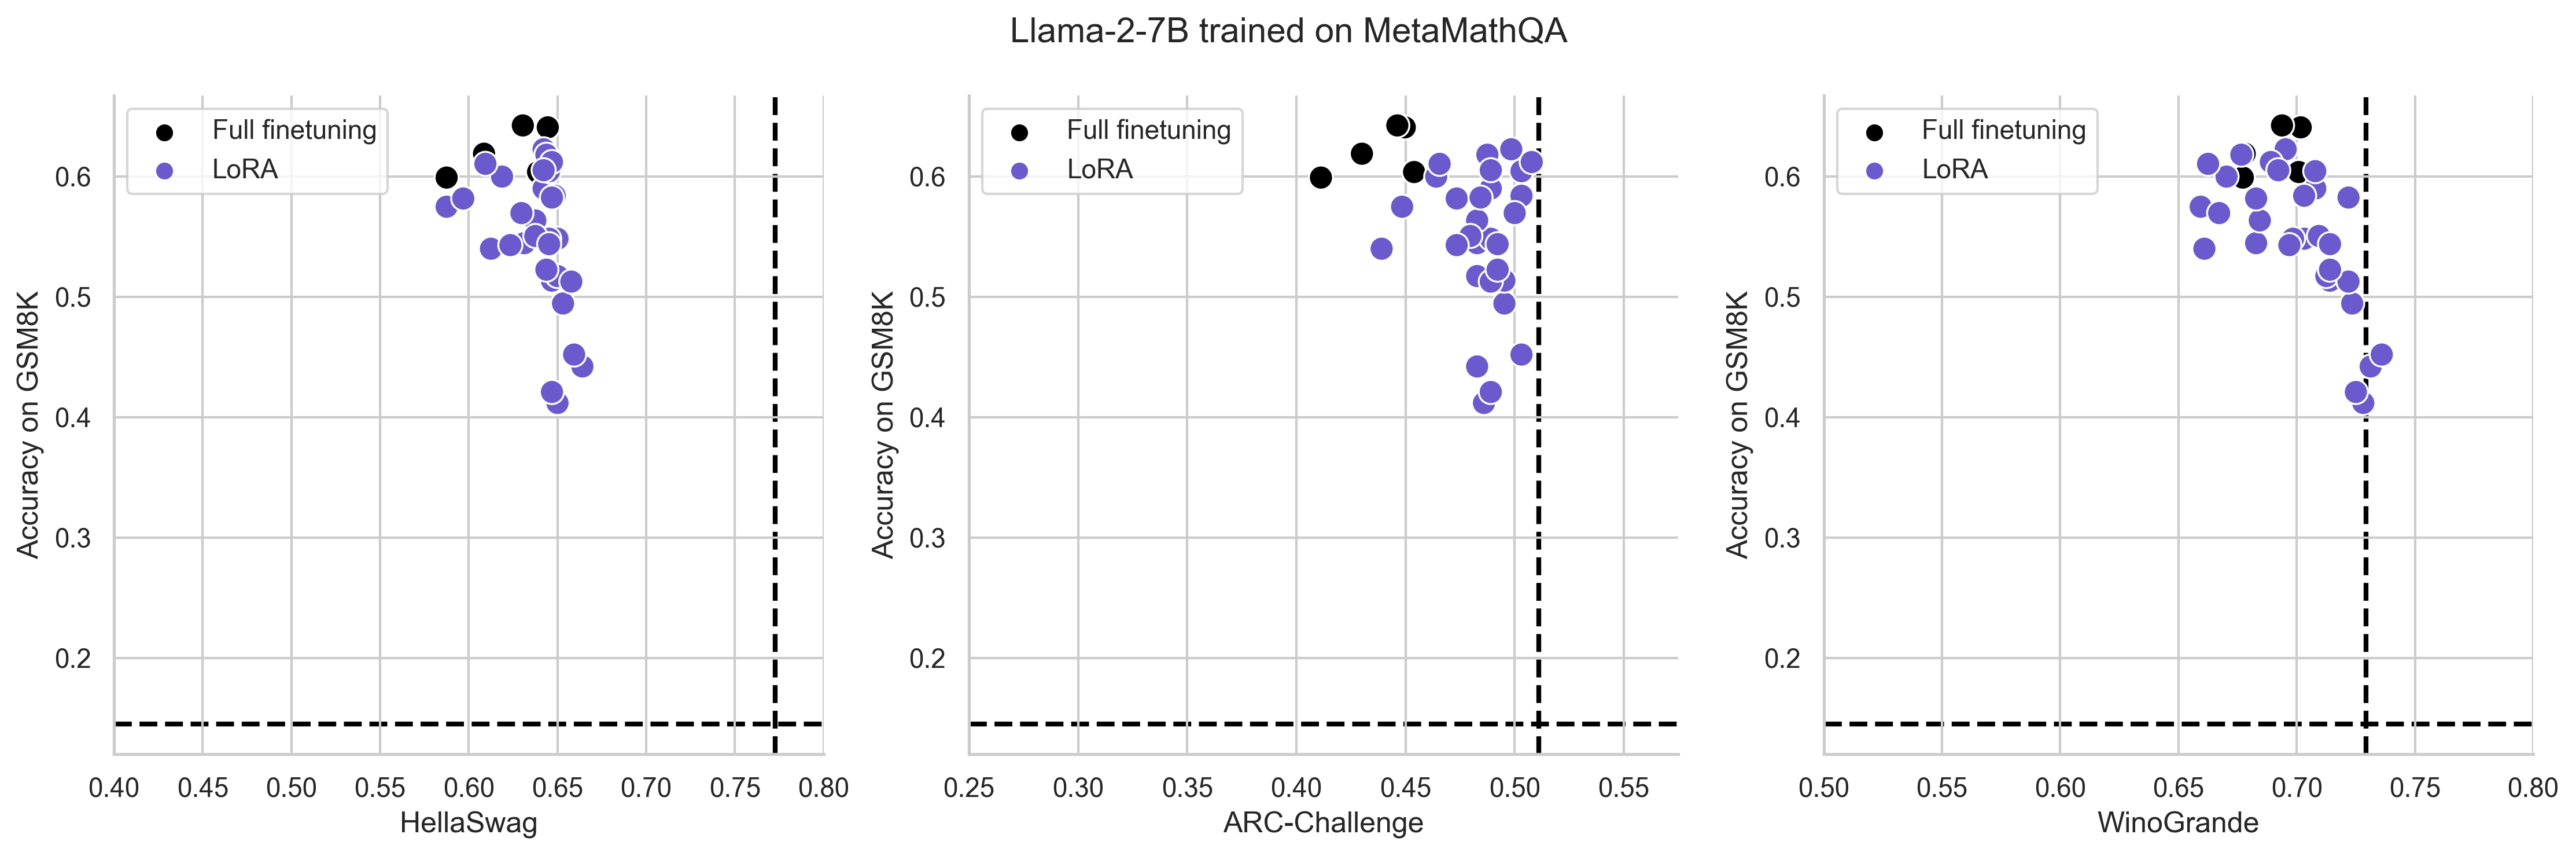 Llama-2-7B trained on MetaMathQA
Full finetuning
LoRA
Accuracy on GSM8K
0.6
0.5
0.4
0.3
0.2
0.40 0.45 0.50 0.55 0.60 0.65 0.70 0.75 0.80
HellaSwag
Full finetuning
LoRA
Accuracy on GSM8K
0.6
0.5
0.4
0.3
0.2
0.25 0.30 0.35 0.40 0.45 0.50 0.55
ARC-Challenge
Full finetuning
LoRA
Accuracy on GSM8K
0.6
0.5
0.4
0.3
0.2
0.50 0.55 0.60 0.65 0.70 0.75 0.80
WinoGrande